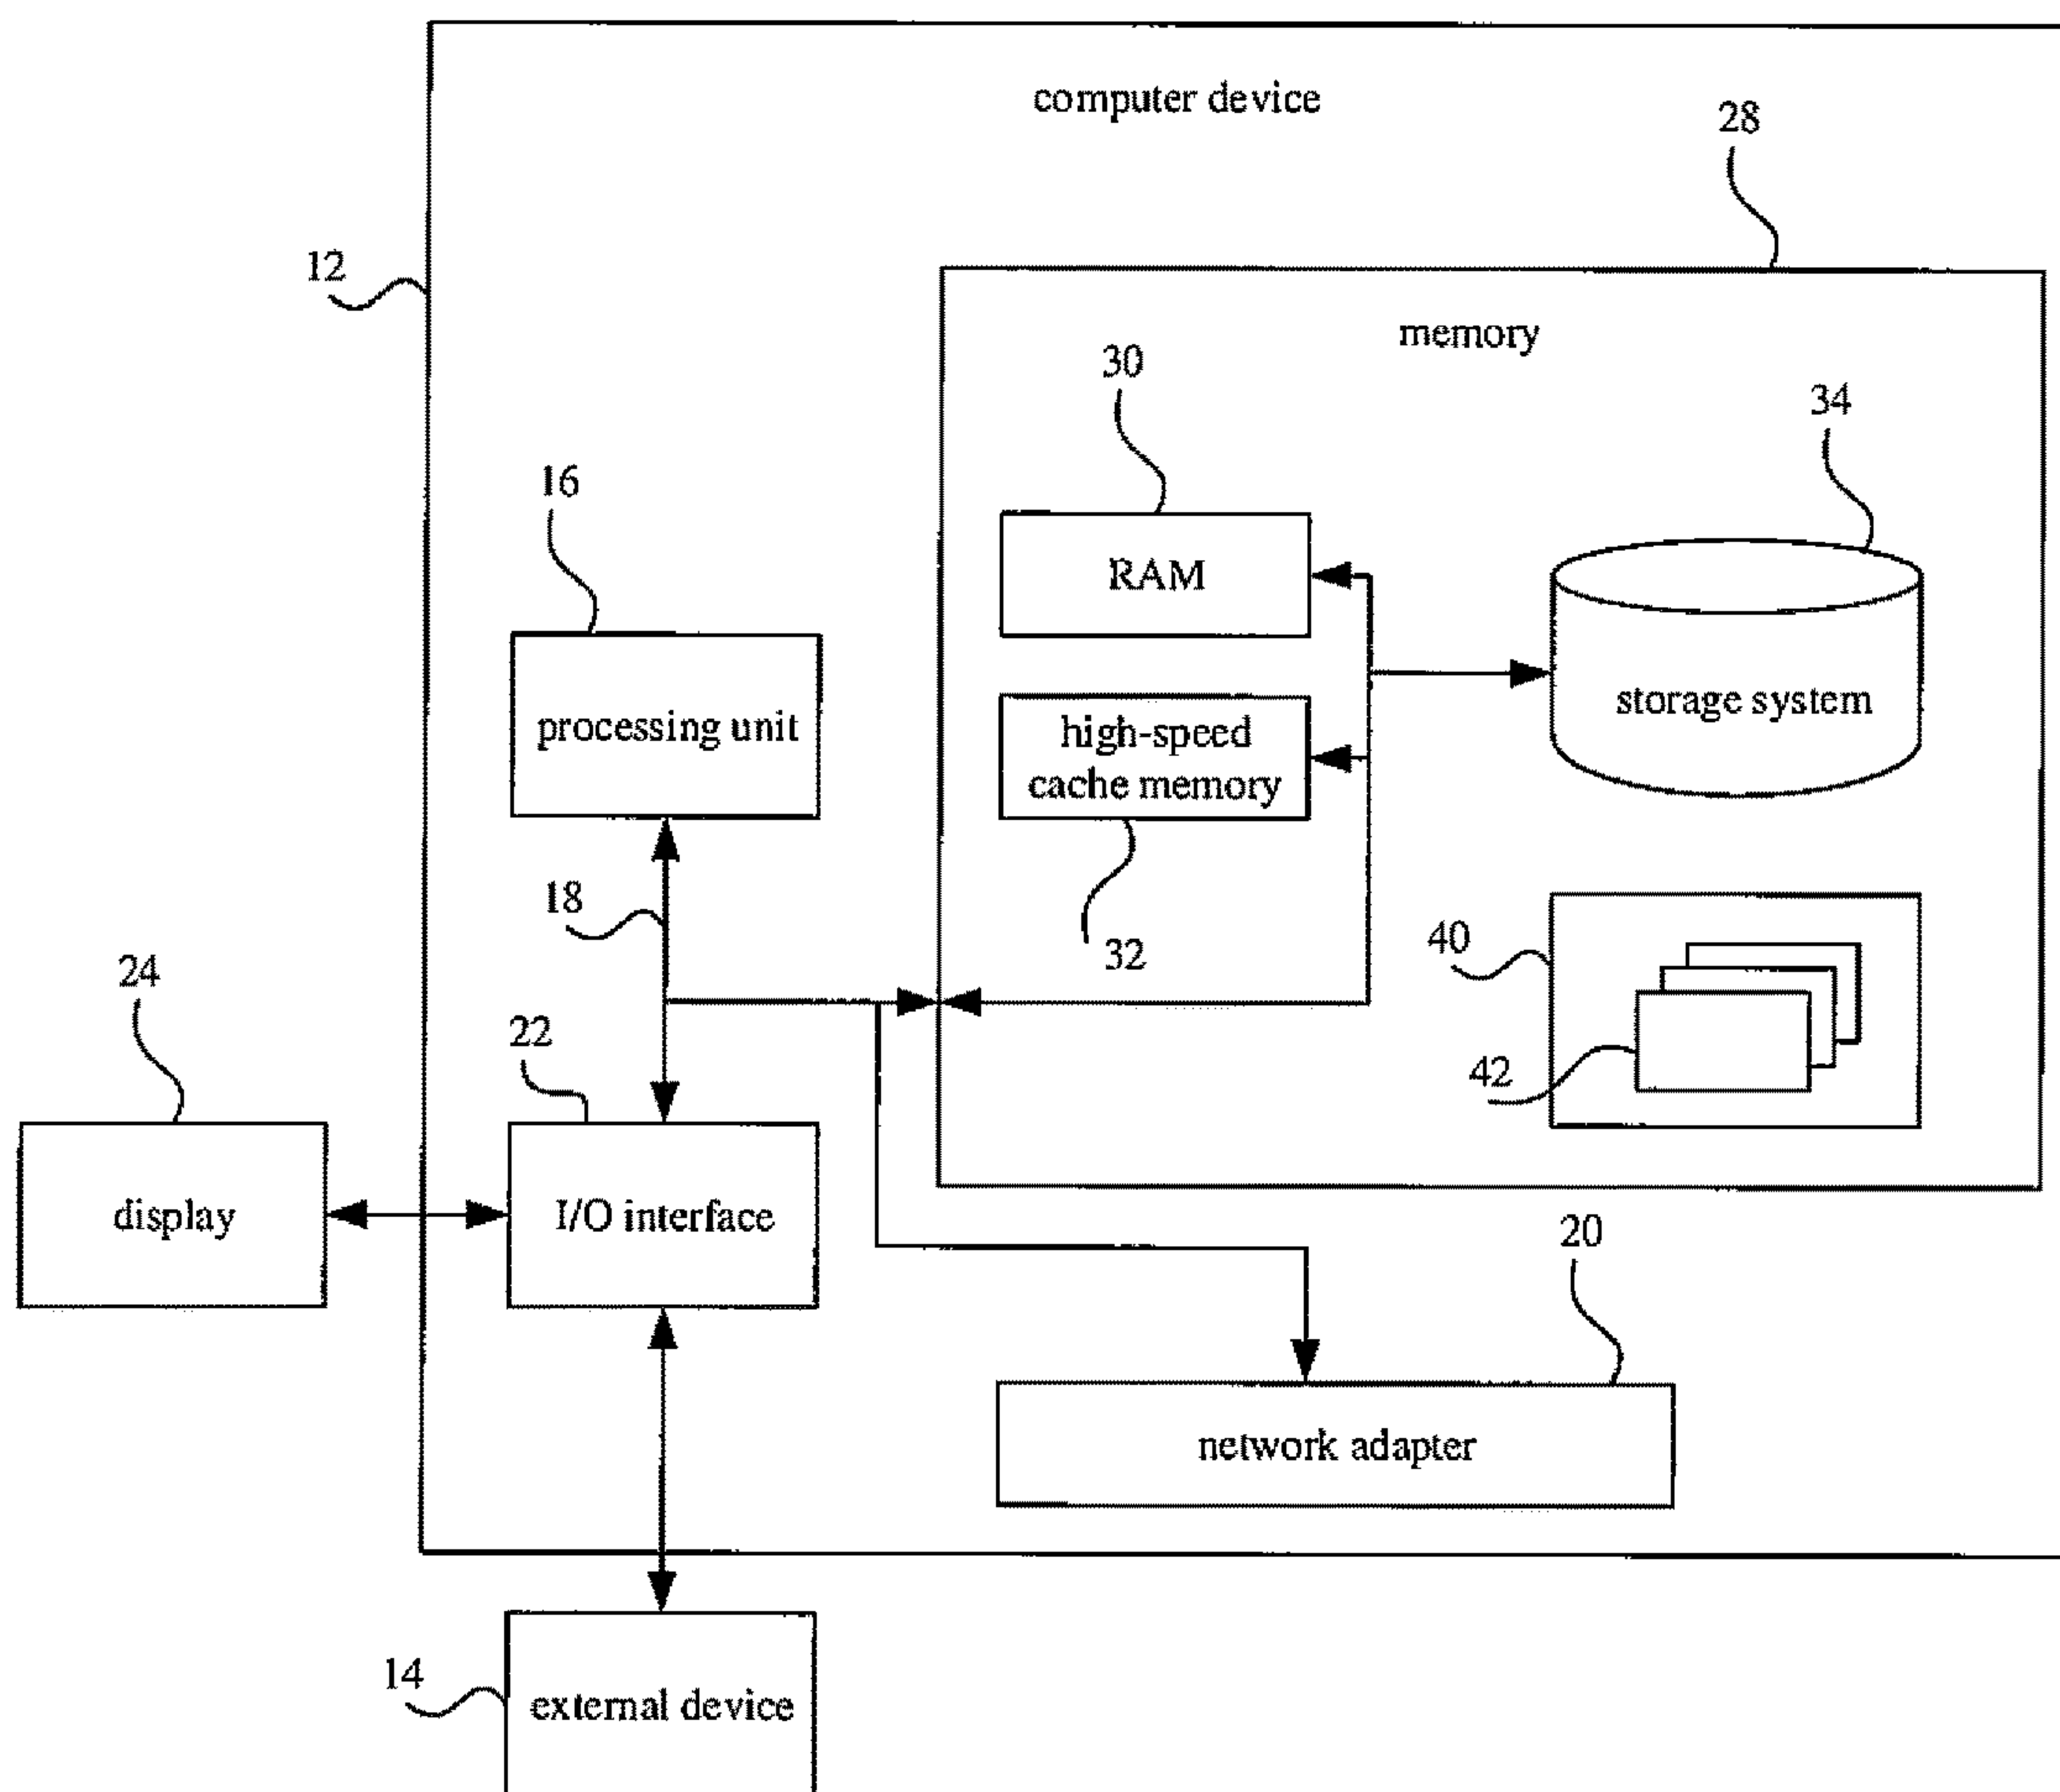 computer device
28
12
memory
30
34
16
RAM
processing unit
storage system
high-speed
cache memory
18
32
40
24
22
42
display
I/O interface
20
network adapter
14
external device